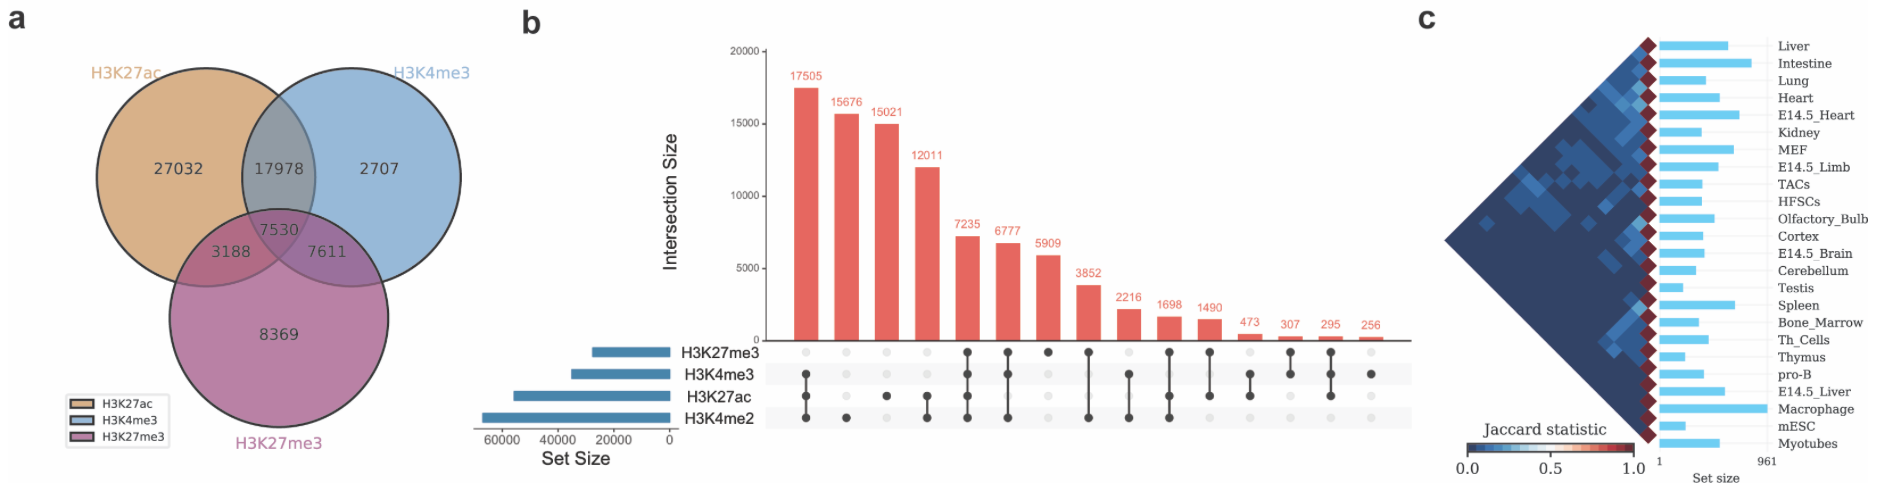 a
H3K27ac
H3K4me3
27032
17978
2707
7530
3188
7611
8369
H3K27ac
H3K4me3
H3K27me3
H3K27me3
b
Intersection Size
20000
15000
10000
5000
0
17505
15676
15021
12011
7235
6777
5909
3852
2216
1698
1490
473
307
295
256
H3K27me3
H3K4me3
H3K27ac
H3K4me2
60000
40000
20000
0
Set Size
c
Liver
Intestine
Lung
Heart
E14.5_Heart
Kidney
MEF
E14.5_Limb
TACs
HFSCs
Olfactory_Bulb
Cortex
E14.5_Brain
Cerebellum
Testis
Spleen
Bone_Marrow
Th_Cells
Thymus
pro-B
E14.5_Liver
Macrophage
mESC
Myotubes
Jaccard statistic
0.0
0.5
1.0
1
961
Set size